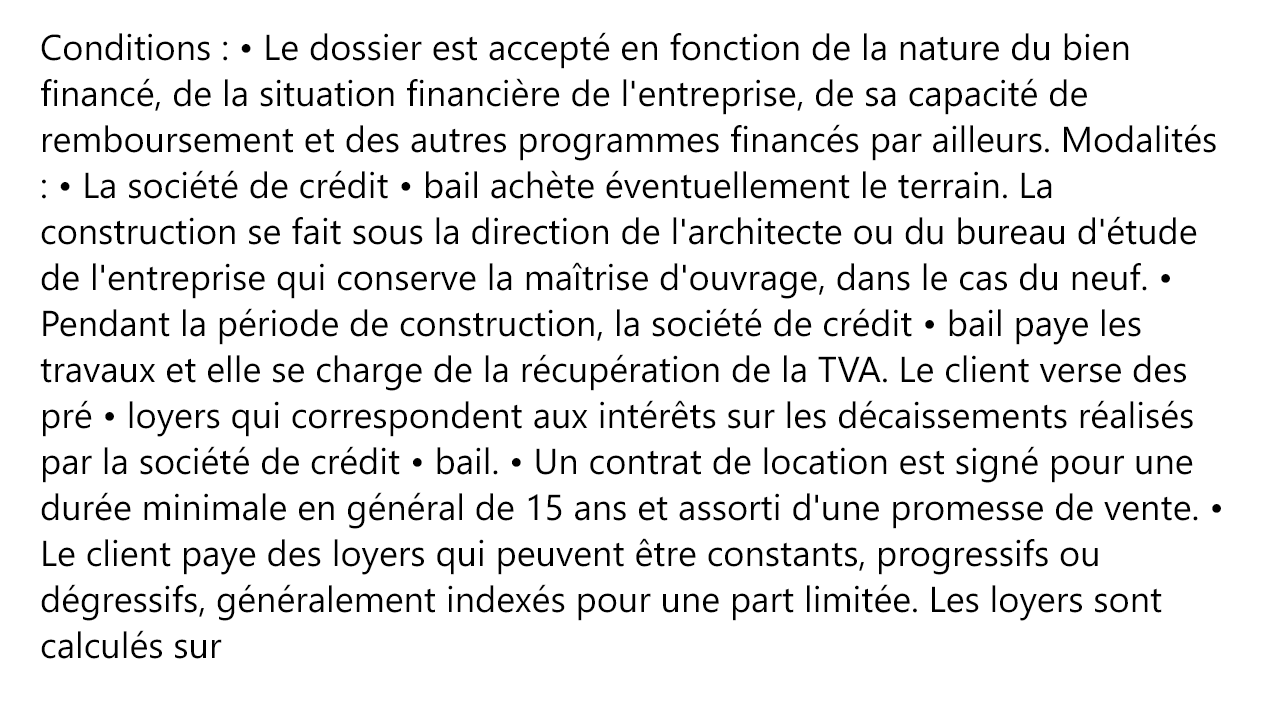 Conditions : • Le dossier est accepté en fonction de la nature du bien
financé, de la situation financière de l'entreprise, de sa capacité de
remboursement et des autres programmes financés par ailleurs. Modalités
: • La société de crédit • bail achète éventuellement le terrain. La
construction se fait sous la direction de l'architecte ou du bureau d'étude
de l'entreprise qui conserve la maîtrise d'ouvrage, dans le cas du neuf. •
Pendant la période de construction, la société de crédit • bail paye les
travaux et elle se charge de la récupération de la TVA. Le client verse des
pré • loyers qui correspondent aux intérêts sur les décaissements réalisés
par la société de crédit • bail. • Un contrat de location est signé pour une
durée minimale en général de 15 ans et assorti d'une promesse de vente. •
Le client paye des loyers qui peuvent être constants, progressifs ou
dégressifs, généralement indexés pour une part limitée. Les loyers sont
calculés sur